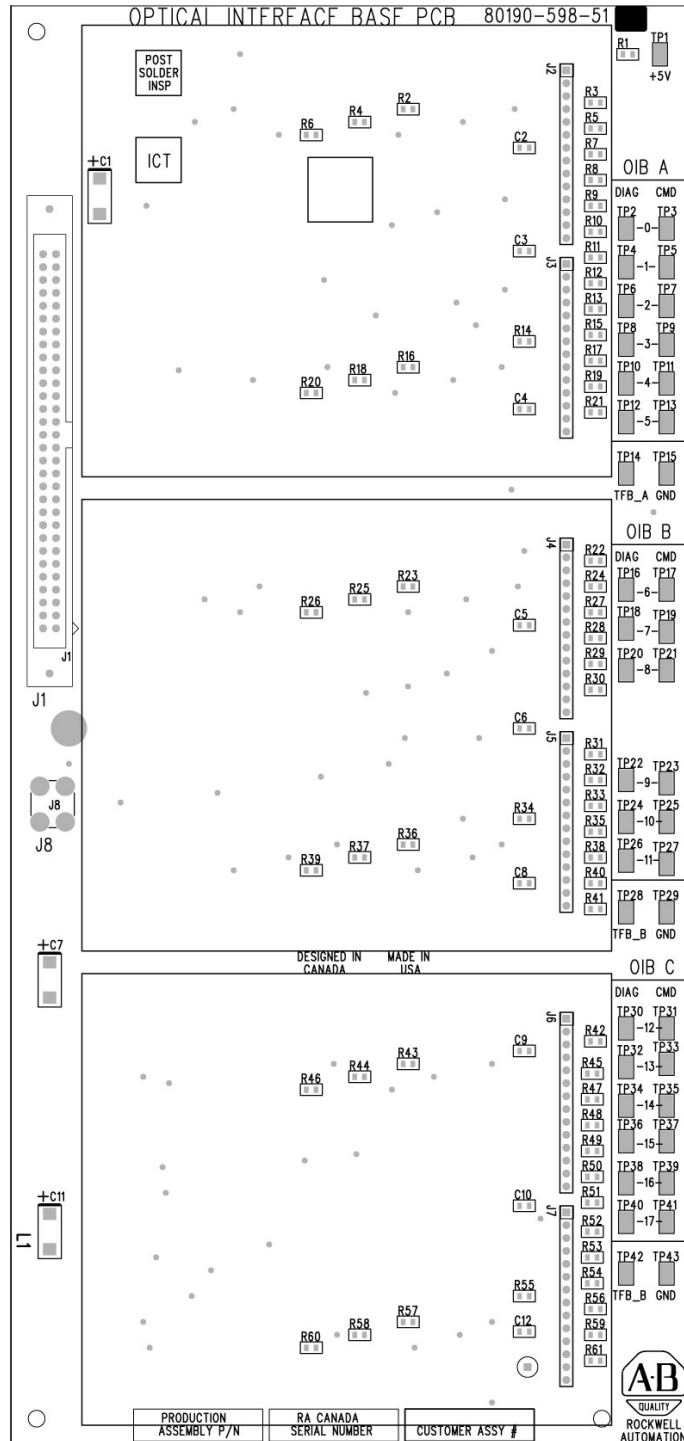 OPTICAL INTERFACE BASE PCB 80190-598-51
R1 TP1
+5V
POST
SOLDER
INSP
ICT
+C1
R2
R4
R6
C2
C3
J2
J3
R3
R5
R7
R8
R9
R10
R11
R12
R13
R15
R17
R19
R21
R14
R16
R18
R20
C4
OIB A
DIAG CMD
TP2 -0- TP3
TP4 -1- TP5
TP6 -2- TP7
TP8 -3- TP9
TP10 -4- TP11
TP12 -5- TP13
TP14 TP15
TFB_A GND
J1
J1
J8
J8
OIB B
DIAG CMD
TP16 -6- TP17
TP18 -7- TP19
TP20 -8- TP21
TP22 -9- TP23
TP24 -10- TP25
TP26 -11- TP27
TP28 TP29
TFB_B GND
J4
J5
R22
R24
R27
R28
R29
R30
R31
R32
R33
R35
R38
R40
R41
R23
R25
R26
C5
C6
R34
R36
R37
R39
C8
DESIGNED IN CANADA
MADE IN USA
+C7
+C11
L1
OIB C
DIAG CMD
TP30 -12- TP31
TP32 -13- TP33
TP34 -14- TP35
TP36 -15- TP37
TP38 -16- TP39
TP40 -17- TP41
TP42 TP43
TFB_B GND
J6
J7
R42
R45
R47
R48
R49
R50
R51
R52
R53
R54
R56
R59
R61
C9
R43
R44
R46
C10
R55
C12
R57
R58
R60
PRODUCTION
ASSEMBLY P/N
RA CANADA
SERIAL NUMBER
CUSTOMER ASSY #
A-B
QUALITY
ROCKWELL
AUTOMATION